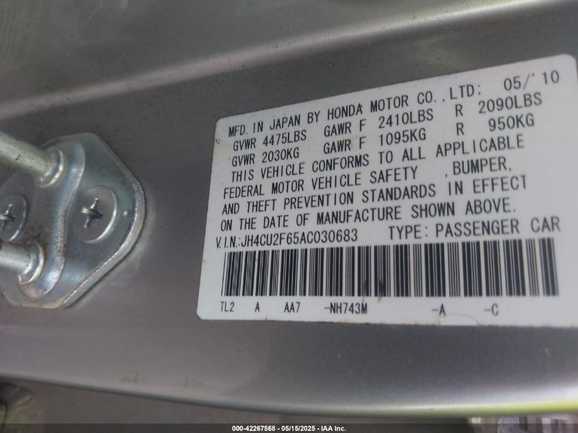 MFD. IN JAPAN BY HONDA MOTOR CO.,LTD: 05/'10
GVWR 4475LBS GAWR F 2410LBS R 2090LBS
GVWR 2030KG GAWR F 1095KG R 950KG
THIS VEHICLE CONFORMS TO ALL APPLICABLE
FEDERAL MOTOR VEHICLE SAFETY ,BUMPER,
AND THEFT PREVENTION STANDARDS IN EFFECT
ON THE DATE OF MANUFACTURE SHOWN ABOVE.
V.I.N:JH4CU2F65AC030683 TYPE: PASSENGER CAR
TL2 A AA7 -NH743M -A -C
000-42267568 - 05/15/2025 - IAA Inc.